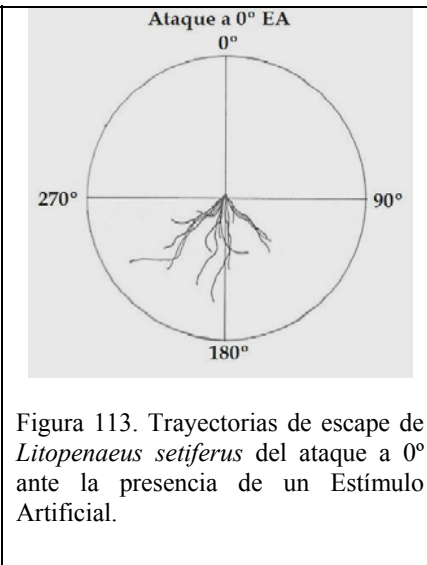 Ataque a 0º EA
0º
270º
90º
180º
Figura 113. Trayectorias de escape de
Litopenaeus setiferus del ataque a 0º
ante la presencia de un Estímulo
Artificial.